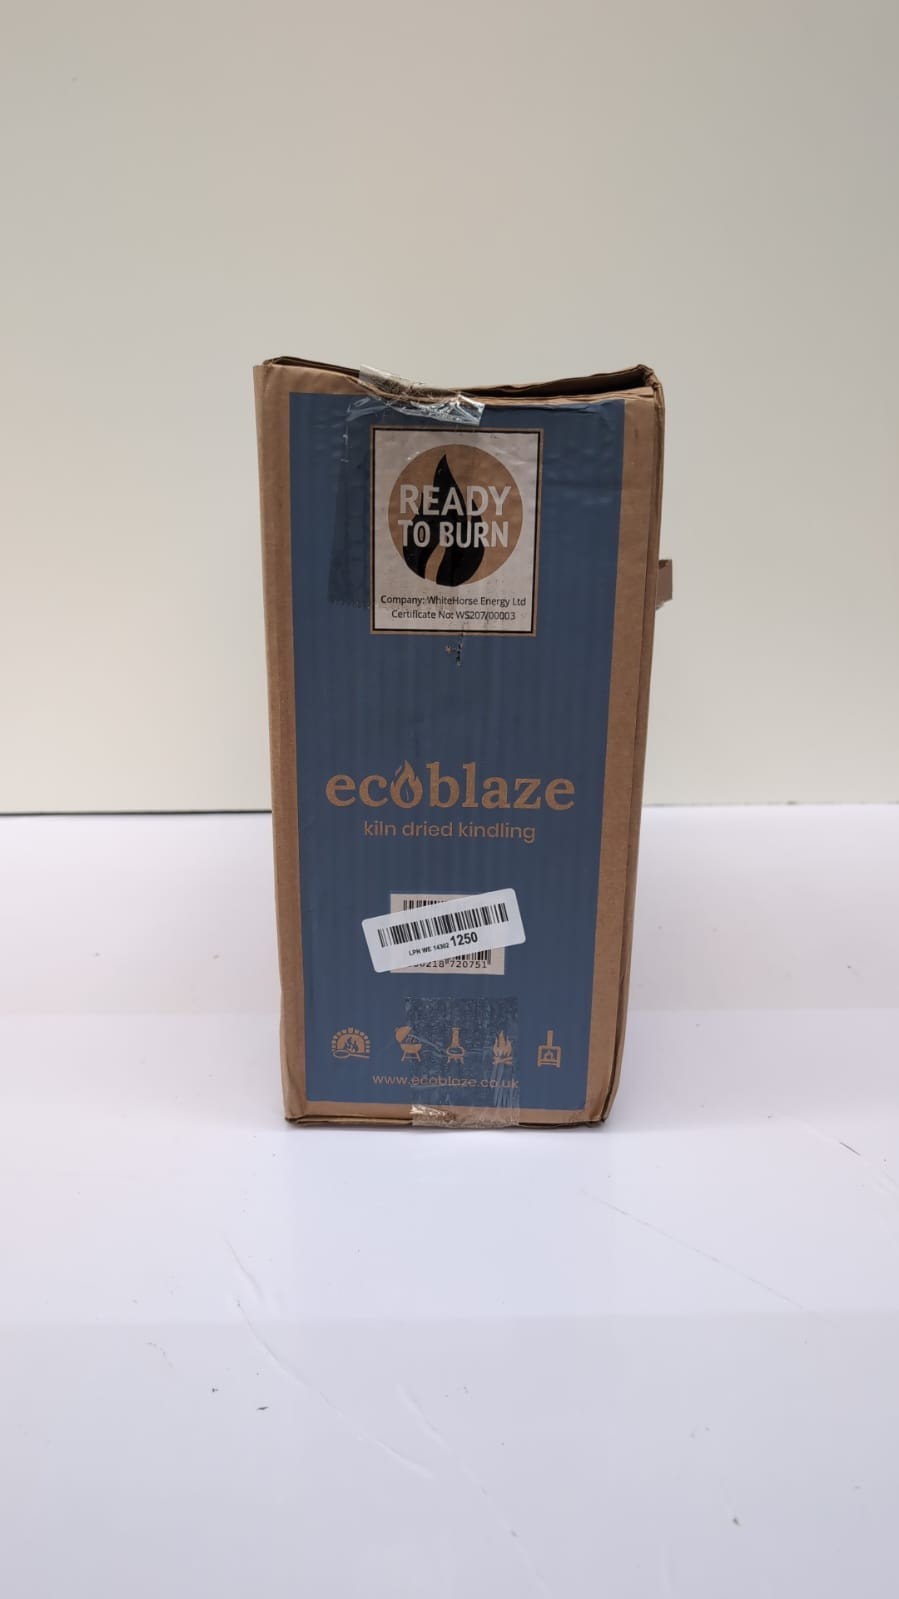 READY
TO BURN
Company: WhiteHorse Energy Ltd
Certificate No: WS207/00003
ecoblaze
kiln dried kindling
LPN WE 14302 1250
720751
www.ecoblaze.co.uk